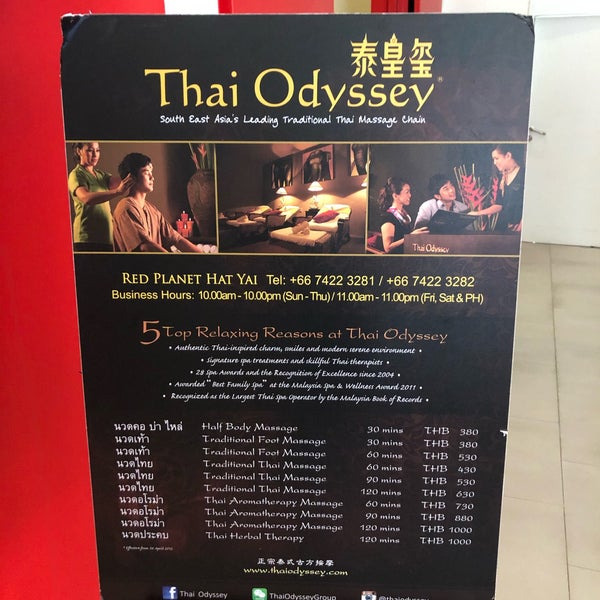 泰皇玺
Thai Odyssey®
South East Asia's Leading Traditional Thai Massage Chain
Thai Odyssey
Red Planet Hat Yai Tel: +66 7422 3281 / +66 7422 3282
Business Hours: 10.00am - 10.00pm (Sun - Thu) / 11.00am - 11.00pm (Fri, Sat & PH)
5 Top Relaxing Reasons at Thai Odyssey
• Authentic Thai-inspired charm, smiles and modern serene environment •
• Signature spa treatments and skillful Thai therapists •
• 28 Spa Awards and the Recognition of Excellence since 2004 •
• Awarded "Best Family Spa" at the Malaysia Spa & Wellness Award 2011 •
• Recognized as the Largest Thai Spa Operator by the Malaysia Book of Records •
นวดคอ บ่า ไหล่ Half Body Massage 30 mins THB 380
นวดเท้า Traditional Foot Massage 30 mins THB 380
นวดเท้า Traditional Foot Massage 60 mins THB 530
นวดไทย Traditional Thai Massage 60 mins THB 430
นวดไทย Traditional Thai Massage 90 mins THB 530
นวดไทย Traditional Thai Massage 120 mins THB 630
นวดอโรม่า Thai Aromatherapy Massage 60 mins THB 730
นวดอโรม่า Thai Aromatherapy Massage 90 mins THB 880
นวดอโรม่า Thai Aromatherapy Massage 120 mins THB 1000
นวดประคบ Thai Herbal Therapy 120 mins THB 1000
* Effective from 1st April 2012
正宗泰式古方按摩
www.thaiodyssey.com
Thai Odyssey ThaiOdysseyGroup @thaiodyssey